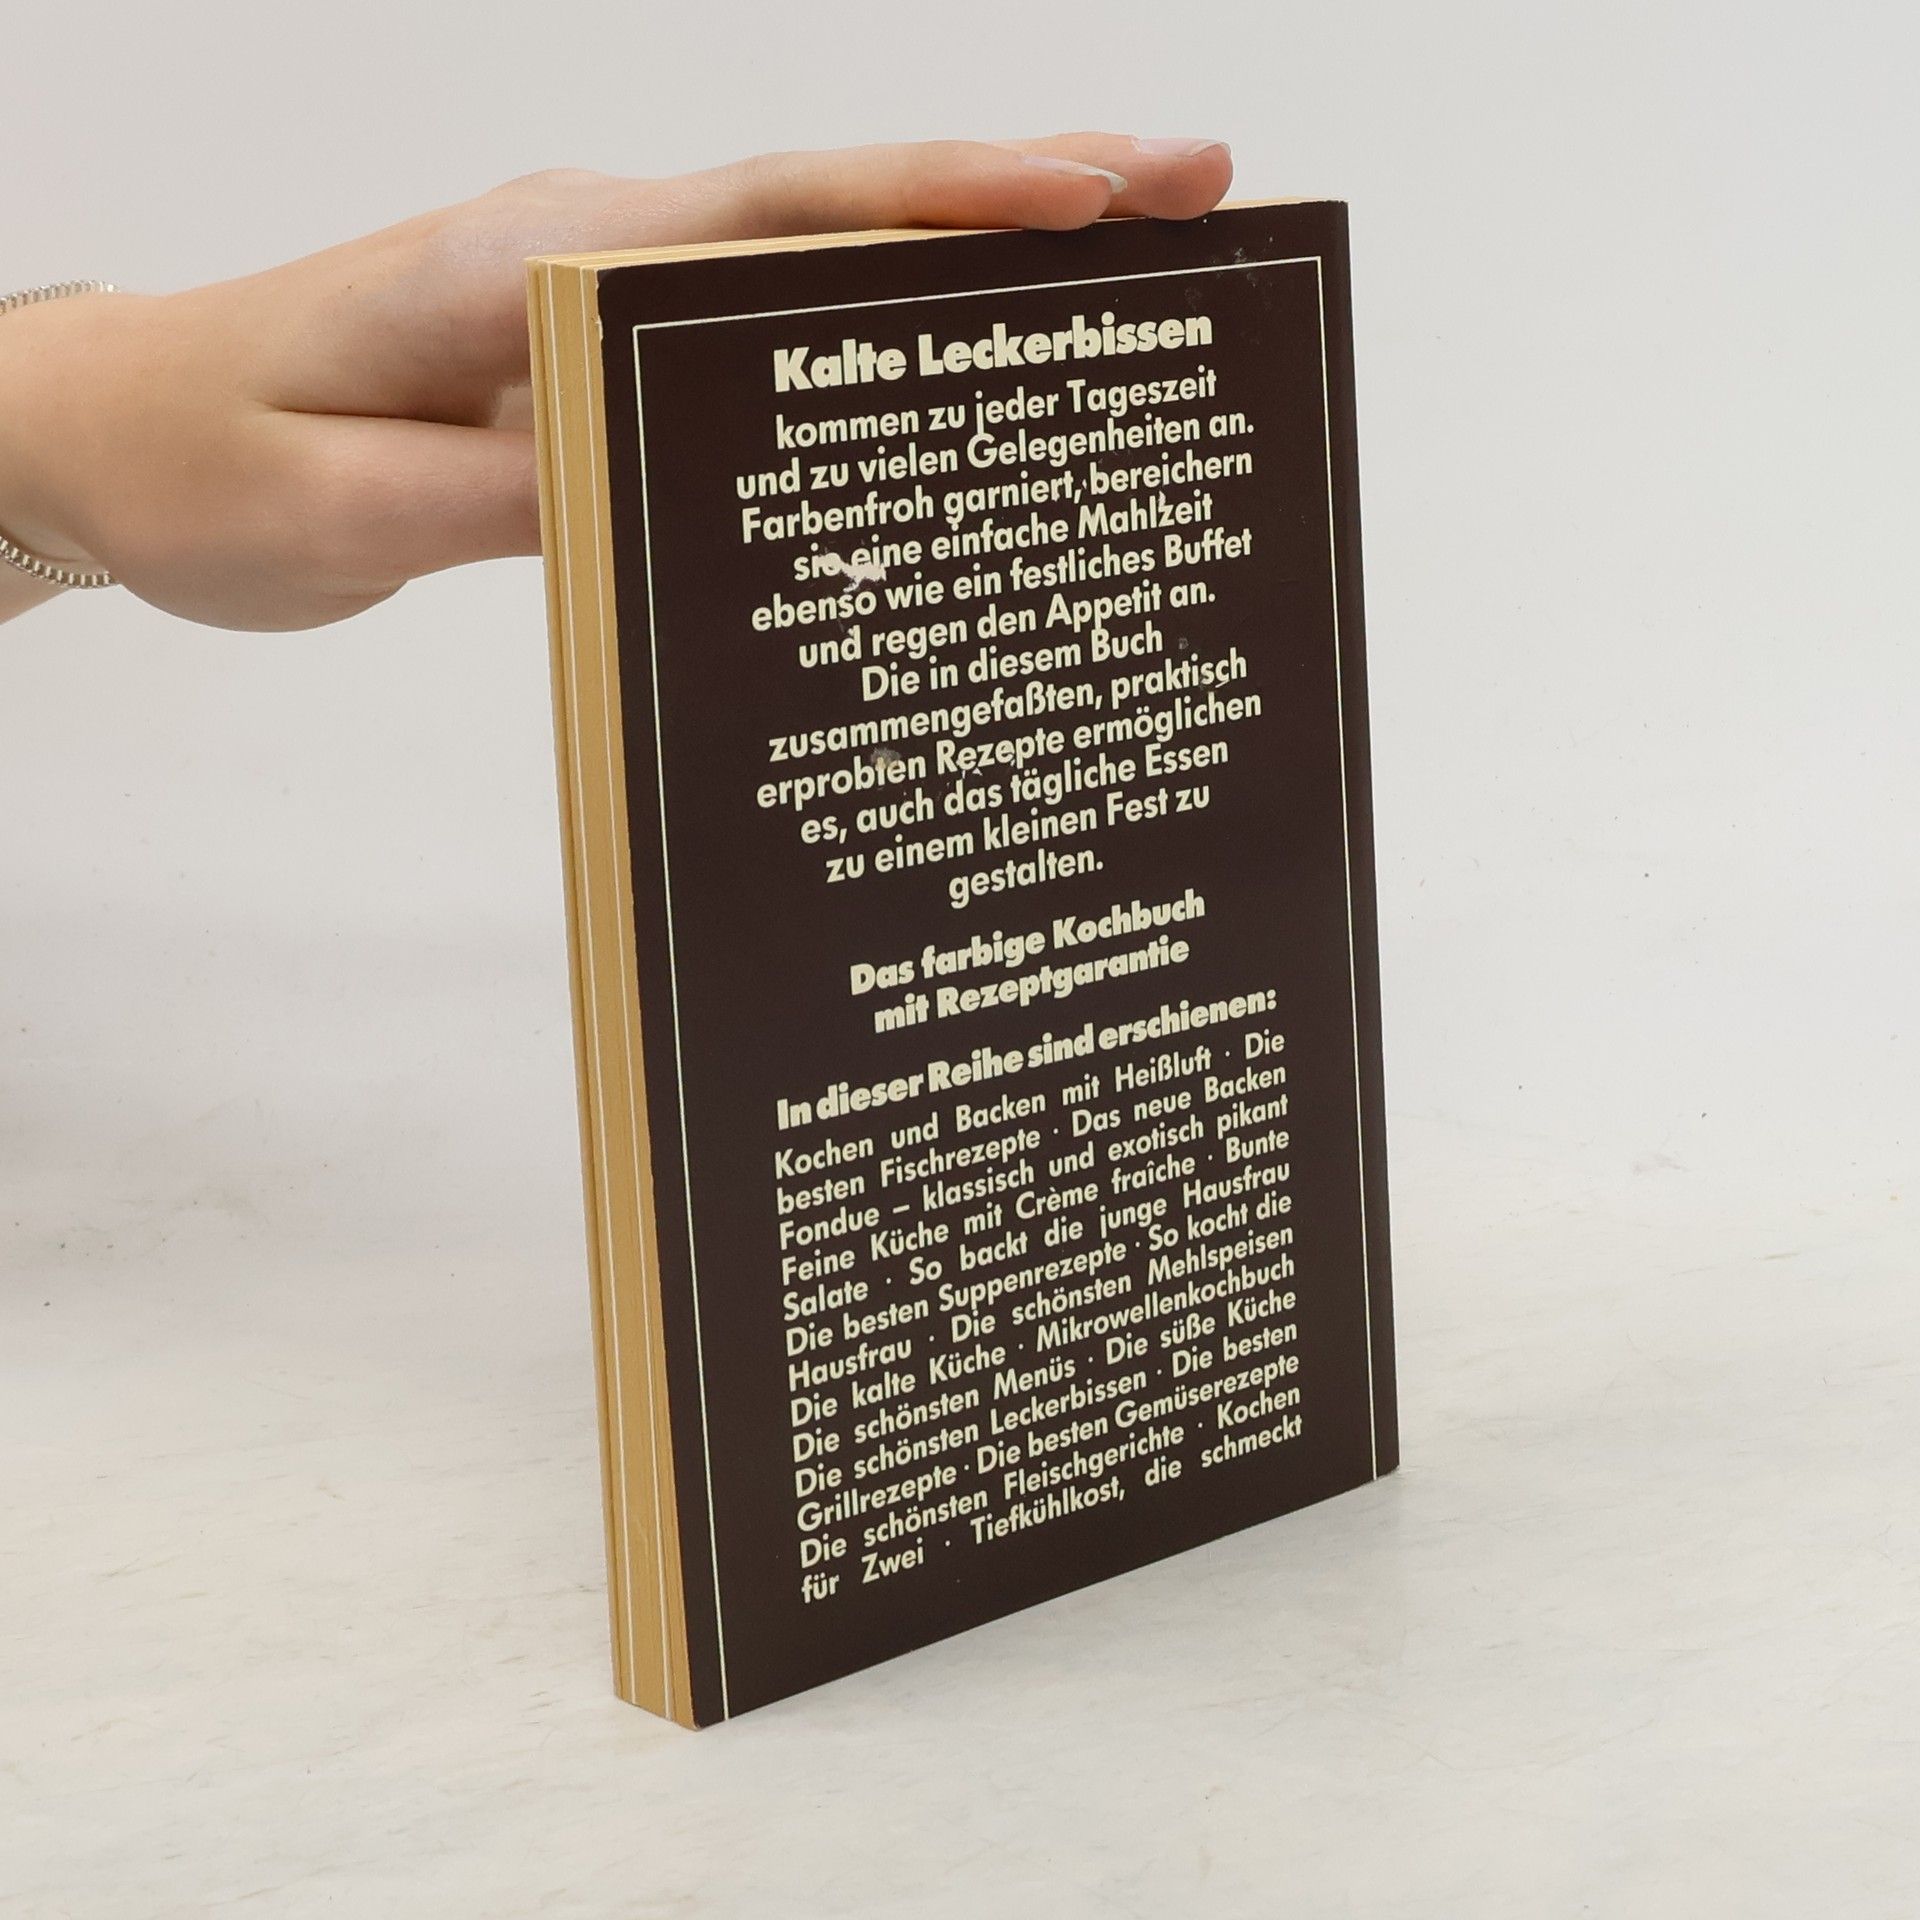 Kalte Leckerbissen
kommen zu jeder Tageszeit
und zu vielen Gelegenheiten an.
Farbenfroh garniert, bereichern
sie eine einfache Mahlzeit
ebenso wie ein festliches Buffet
und regen den Appetit an.
Die in diesem Buch
zusammengefaßten, praktisch
erprobten Rezepte ermöglichen
es, auch das tägliche Essen
zu einem kleinen Fest zu
gestalten.
Das farbige Kochbuch
mit Rezeptgarantie
In dieser Reihe sind erschienen:
Kochen und Backen mit Heißluft · Die
besten Fischrezepte · Das neue Backen
Fondue – klassisch und exotisch pikant
Feine Küche mit Crème fraîche · Bunte
Salate · So backt die junge Hausfrau
Die besten Suppenrezepte · So kocht die
Hausfrau · Die schönsten Mehlspeisen
Die kalte Küche · Mikrowellenkochbuch
Die schönsten Menüs · Die süße Küche
Die schönsten Leckerbissen · Die besten
Grillrezepte · Die besten Gemüserezepte
Die schönsten Fleischgerichte · Kochen
für Zwei · Tiefkühlkost, die schmeckt